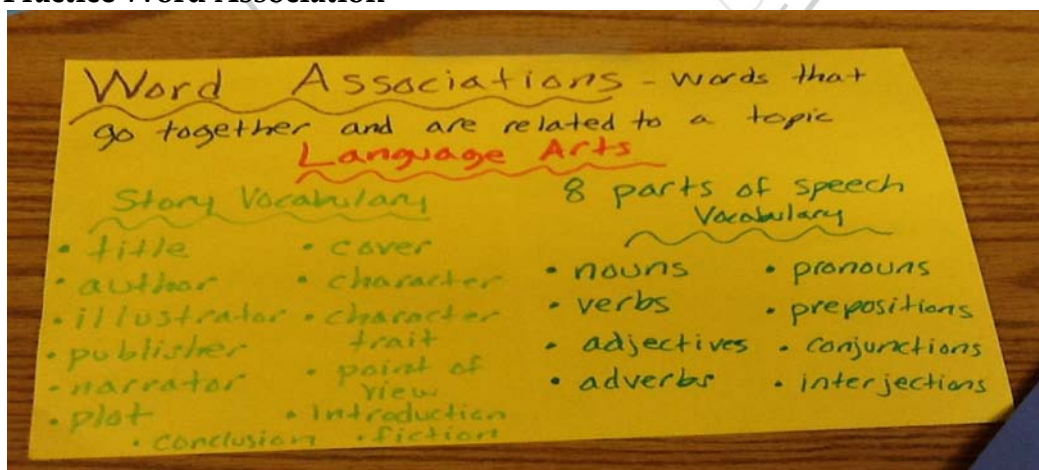 Practice Word Association
Word Associations - words that
go together and are related to a topic
Language Arts
Story Vocabulary
• title
• author
• illustrator
• publisher
• narrator
• plot
• cover
• character
• character
trait
• point of
view
• introduction
• conclusion • fiction
8 parts of speech
Vocabulary
• nouns
• verbs
• adjectives
• adverbs
• pronouns
• prepositions
• conjunctions
• interjections